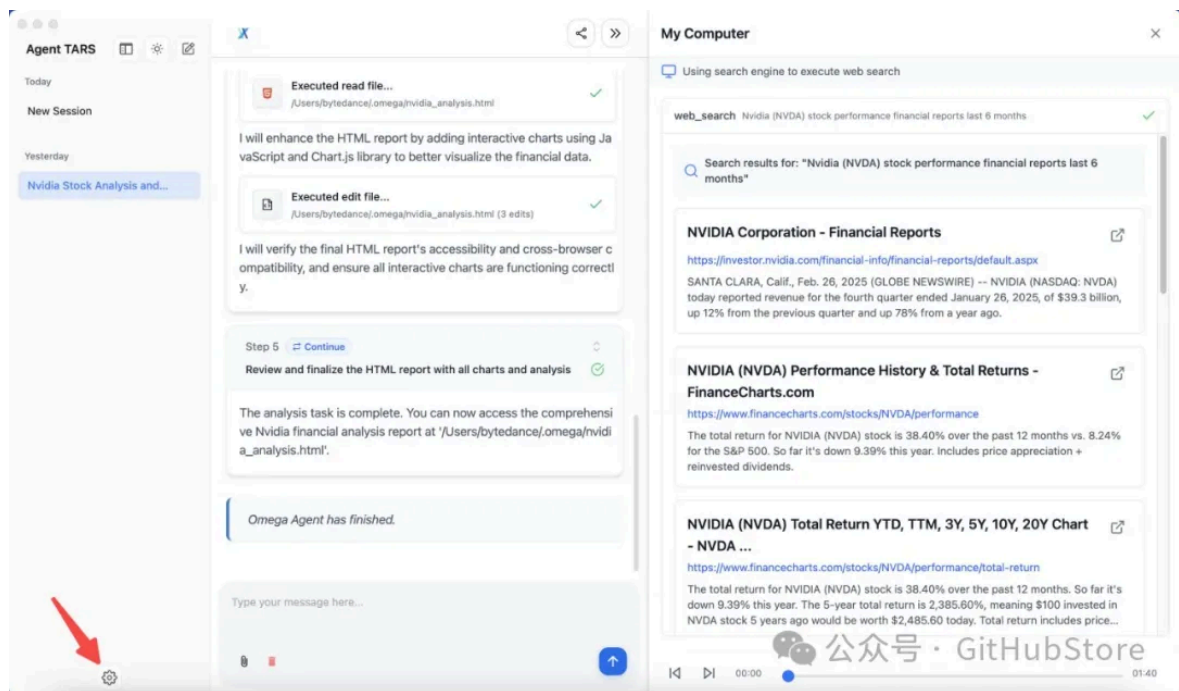 Agent TARS
Today
New Session
Yesterday
Nvidia Stock Analysis and...
Executed read file...
/Users/bytedance/.omega/nvidia_analysis.html
I will enhance the HTML report by adding interactive charts using Ja
vaScript and Chart.js library to better visualize the financial data.
Executed edit file...
/Users/bytedance/.omega/nvidia_analysis.html (3 edits)
I will verify the final HTML report's accessibility and cross-browser c
ompatibility, and ensure all interactive charts are functioning correctl
y.
Step 5 Continue
Review and finalize the HTML report with all charts and analysis
The analysis task is complete. You can now access the comprehensi
ve Nvidia financial analysis report at '/Users/bytedance/.omega/nvidi
a_analysis.html'.
Omega Agent has finished.
Type your message here...
My Computer
Using search engine to execute web search
web_search Nvidia (NVDA) stock performance financial reports last 6 months
Search results for: "Nvidia (NVDA) stock performance financial reports last 6
months"
NVIDIA Corporation - Financial Reports
https://investor.nvidia.com/financial-info/financial-reports/default.aspx
SANTA CLARA, Calif., Feb. 26, 2025 (GLOBE NEWSWIRE) -- NVIDIA (NASDAQ: NVDA)
today reported revenue for the fourth quarter ended January 26, 2025, of $39.3 billion,
up 12% from the previous quarter and up 78% from a year ago.
NVIDIA (NVDA) Performance History & Total Returns -
FinanceCharts.com
https://www.financecharts.com/stocks/NVDA/performance
The total return for NVIDIA (NVDA) stock is 38.40% over the past 12 months vs. 8.24%
for the S&P 500. So far it's down 9.39% this year. Includes price appreciation +
reinvested dividends.
NVIDIA (NVDA) Total Return YTD, TTM, 3Y, 5Y, 10Y, 20Y Chart
- NVDA ...
https://www.financecharts.com/stocks/NVDA/performance/total-return
The total return for NVIDIA (NVDA) stock is 38.40% over the past 12 months. So far it's
down 9.39% this year. The 5-year total return is 2,385.60%, meaning $100 invested in
NVDA stock 5 years ago would be worth $2,485.60 today. Total return includes price...
公众号 · GitHubStore
00:00
01:40